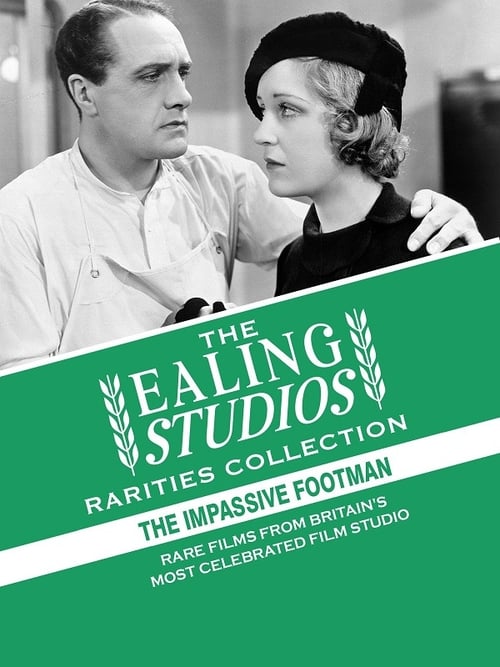 THE
EALING
STUDIOS
RARITIES COLLECTION
THE IMPASSIVE FOOTMAN
RARE FILMS FROM BRITAIN'S
MOST CELEBRATED FILM STUDIO